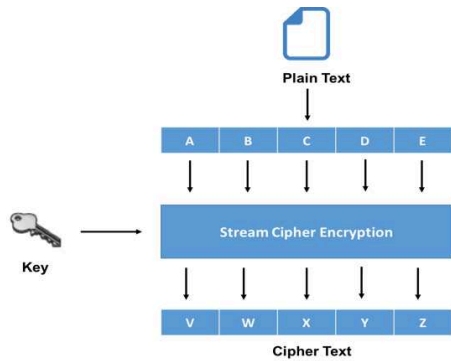 Plain Text
A B C D E
Stream Cipher Encryption
Key
V W X Y Z
Cipher Text